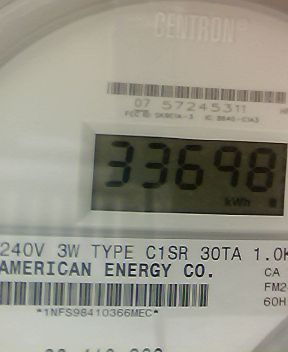 CENTRON®
07 57245311
33698
kWh
240V 3W TYPE C1SR 30TA 1.0K
AMERICAN ENERGY CO.
CA
FM2
60H
*1NFS98410366MEC*